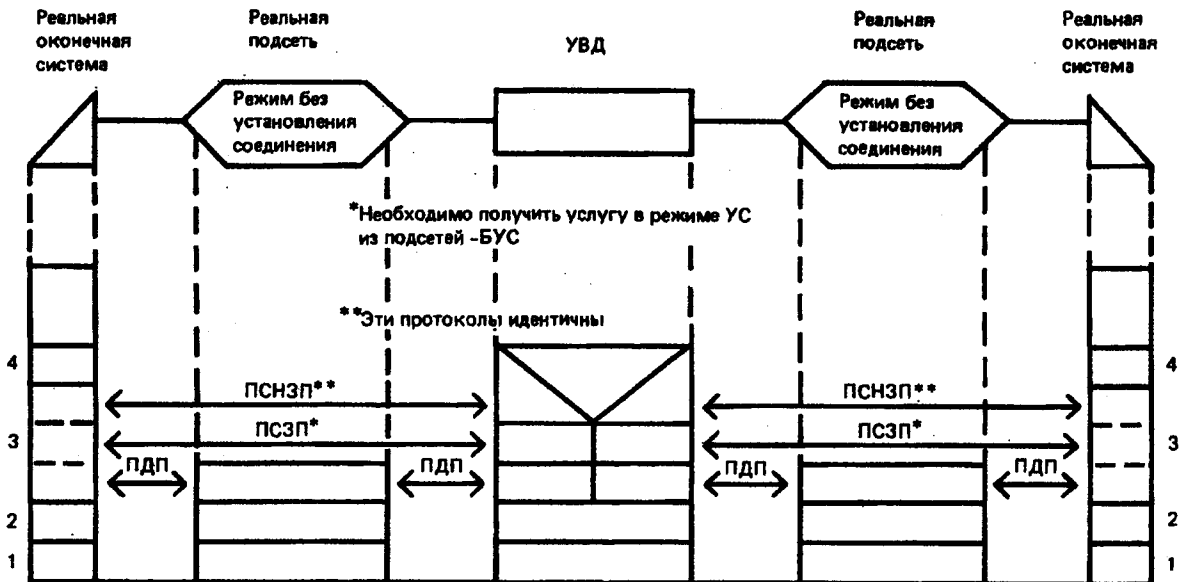 Реальная
оконечная
система
Реальная
подсеть
УВД
Реальная
подсеть
Реальная
оконечная
система
Режим без
установления
соединения
Режим без
установления
соединения
*Необходимо получить услугу в режиме УС
из подсетей -БУС
**Эти протоколы идентичны
4
4
ПСНЗП**
ПСНЗП**
3
ПСЗП*
ПСЗП*
3
ПДП
ПДП
ПДП
ПДП
2
2
1
1